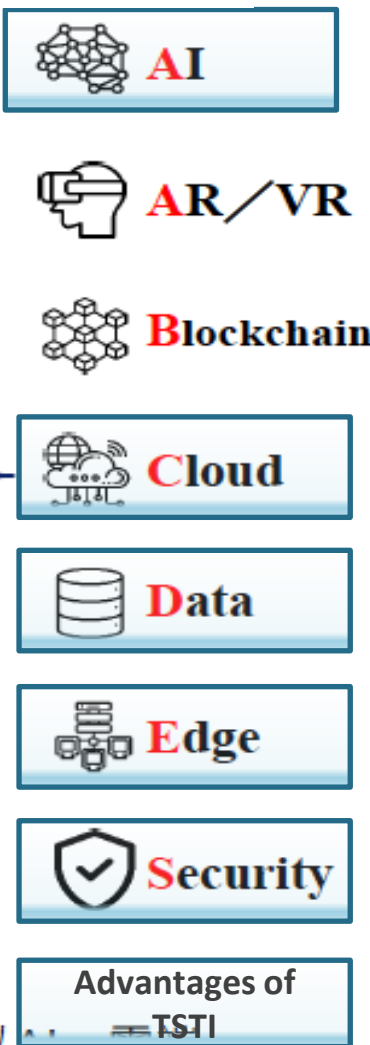 AI
AR／VR
Blockchain
Cloud
Data
Edge
Security
Advantages of
TSTI